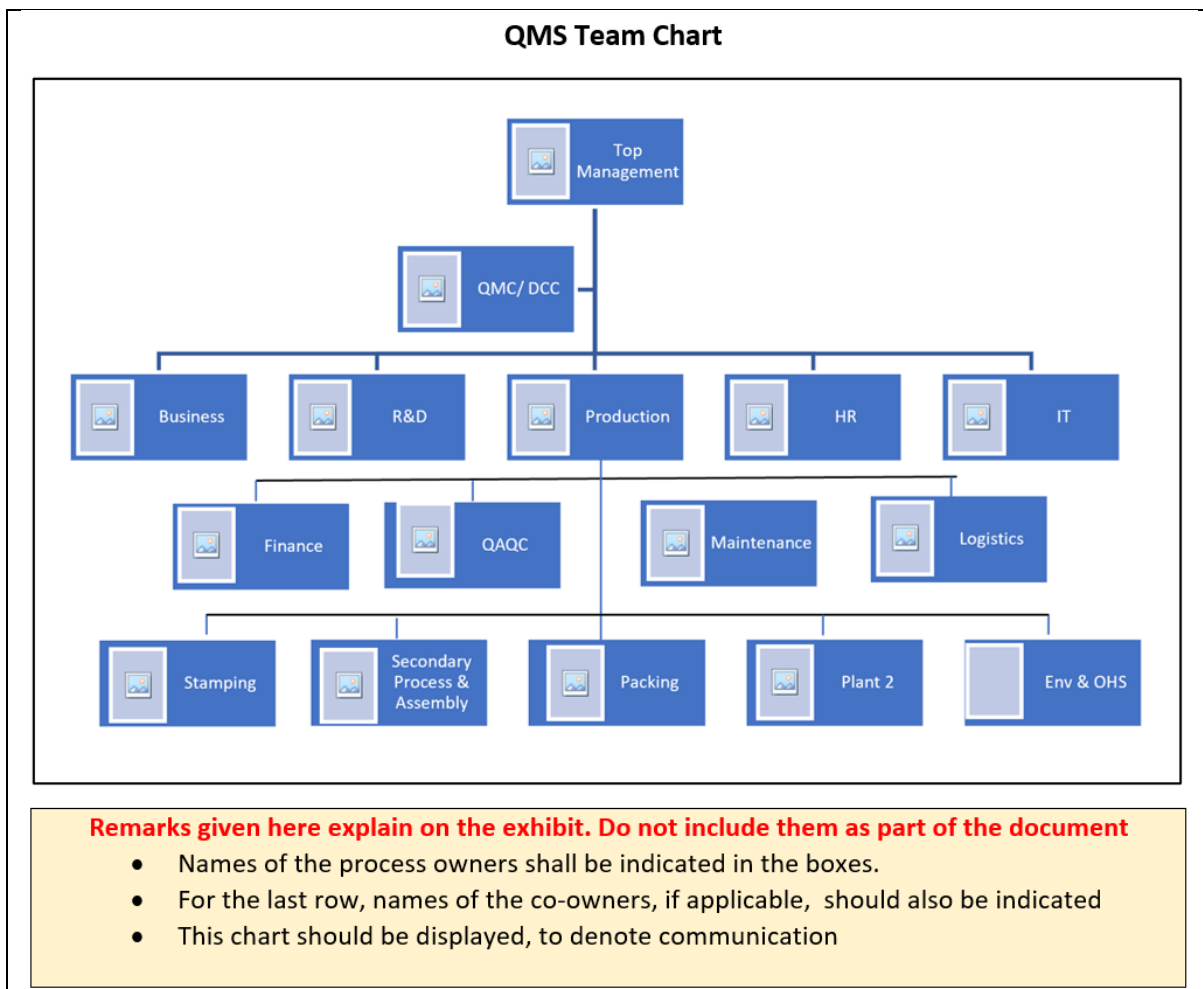 QMS Team Chart
Top
Management
QMC/ DCC
Business
R&D
Production
HR
IT
Finance
QAQC
Maintenance
Logistics
Stamping
Secondary
Process &
Assembly
Packing
Plant 2
Env & OHS
Remarks given here explain on the exhibit. Do not include them as part of the document
• Names of the process owners shall be indicated in the boxes.
• For the last row, names of the co-owners, if applicable, should also be indicated
• This chart should be displayed, to denote communication